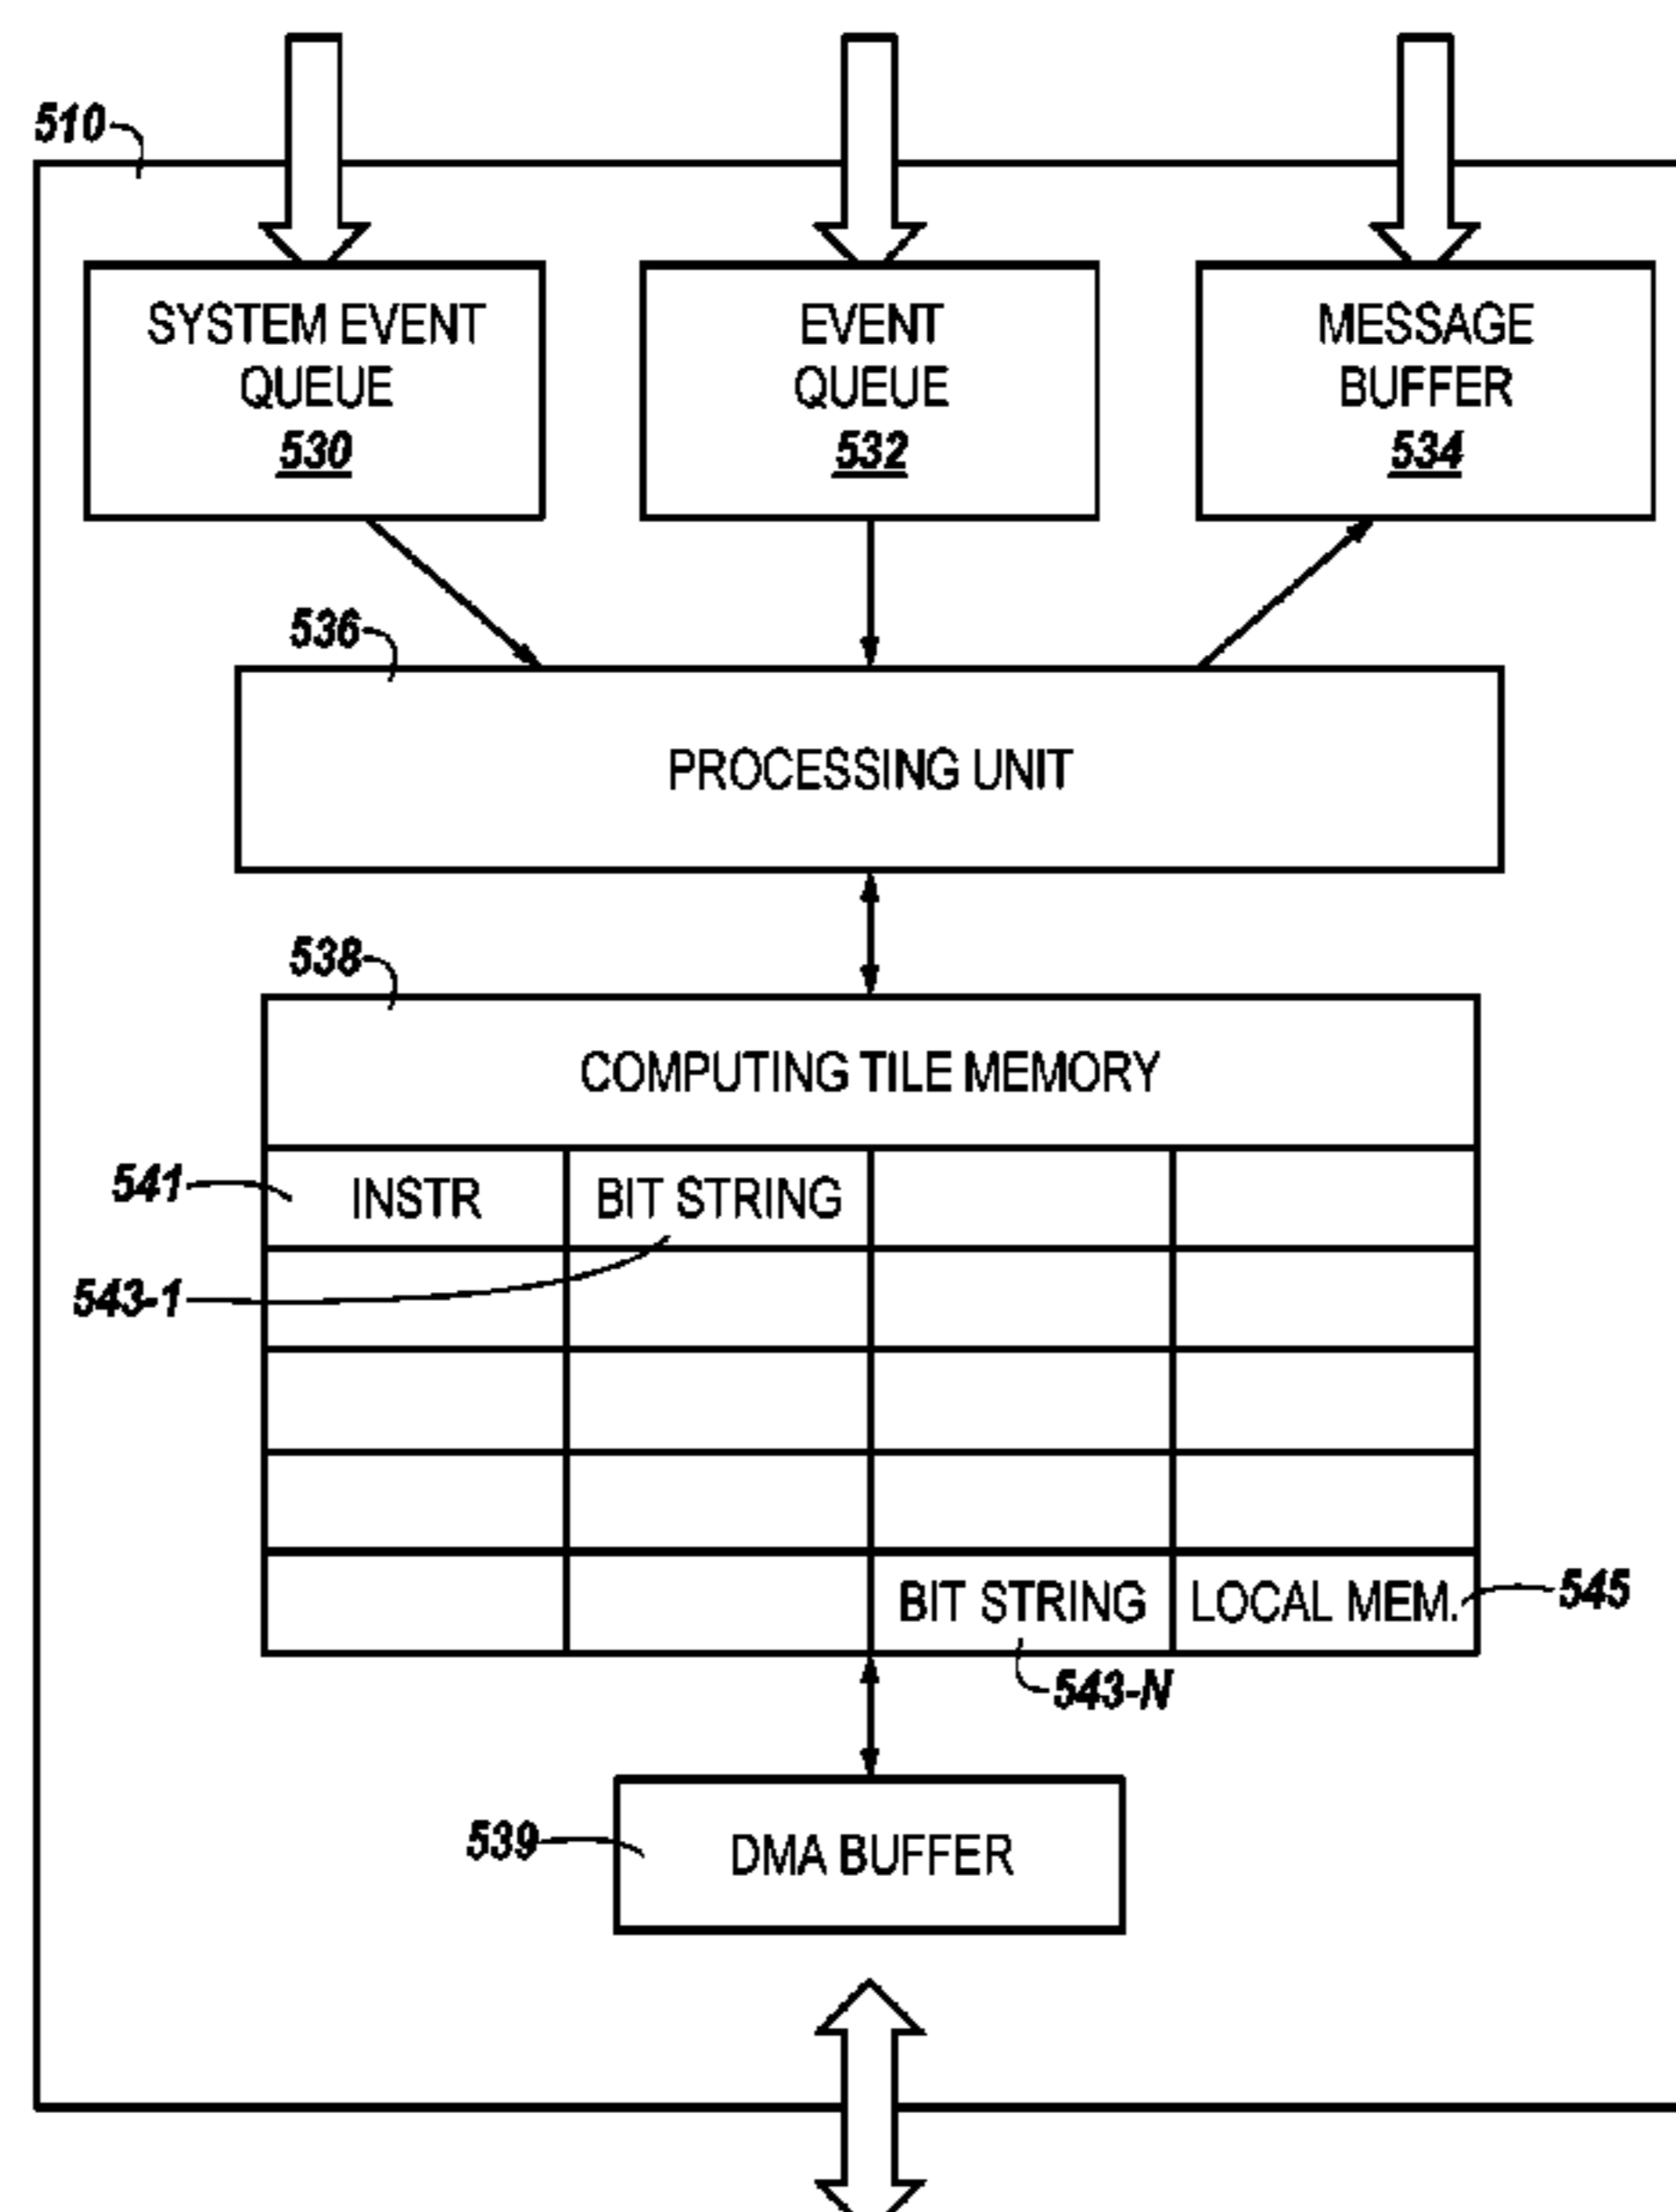 510
SYSTEM EVENT
QUEUE
530
EVENT
QUEUE
532
MESSAGE
BUFFER
534
536
PROCESSING UNIT
538
COMPUTING TILE MEMORY
541
INSTR
BIT STRING
543-1
BIT STRING
LOCAL MEM.
545
543-N
539
DMA BUFFER